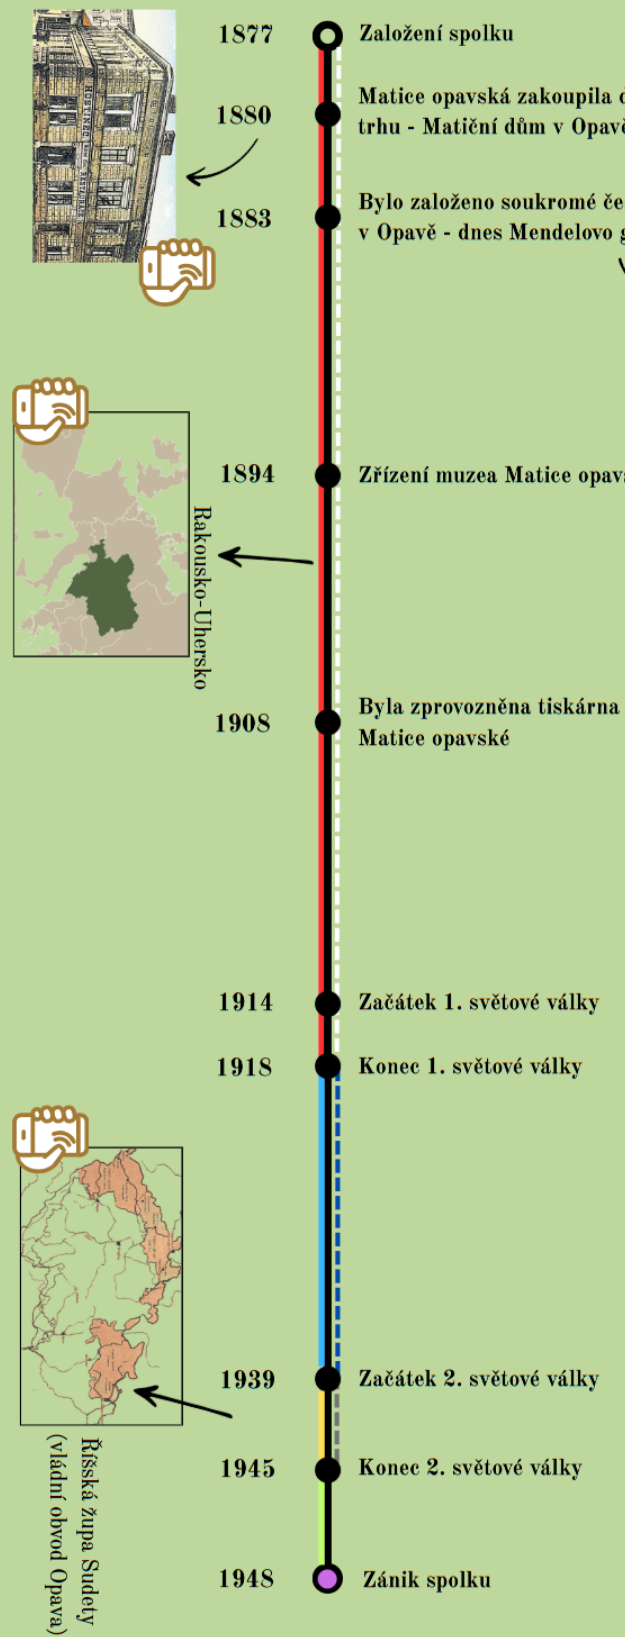 1877
Založení spolku
1880
Matice opavská zakoupila
trhu - Matiční dům v Opavě
1883
Bylo založeno soukromé
v Opavě - dnes Mendelovo
HOSTINEC
1894
Zřízení muzea Matice
Rakousko-Uhersko
1908
Byla zprovozněna tiskárna
Matice opavské
1914
Začátek 1. světové války
1918
Konec 1. světové války
1939
Začátek 2. světové války
1945
Konec 2. světové války
Říšská župa Sudety
(vládní obvod Opava)
1948
Zánik spolku